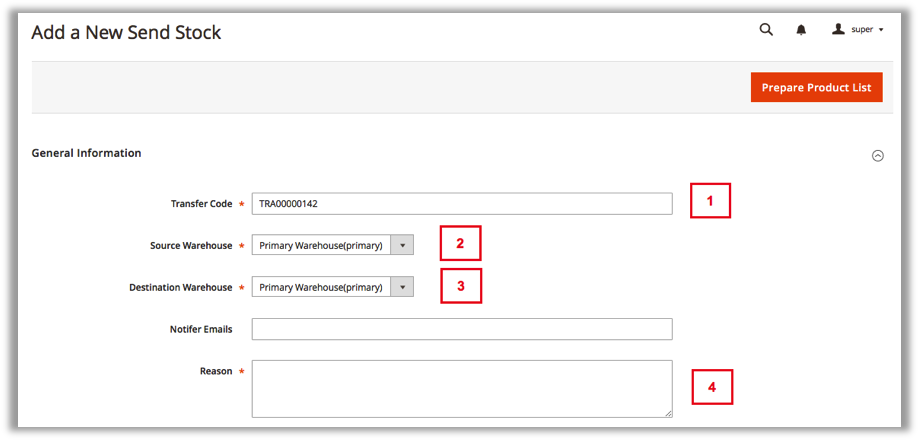 Add a New Send Stock
super
Prepare Product List
General Information
Transfer Code * TRA00000142 1
Source Warehouse * Primary Warehouse(primary) 2
Destination Warehouse * Primary Warehouse(primary) 3
Notifer Emails
Reason * 4